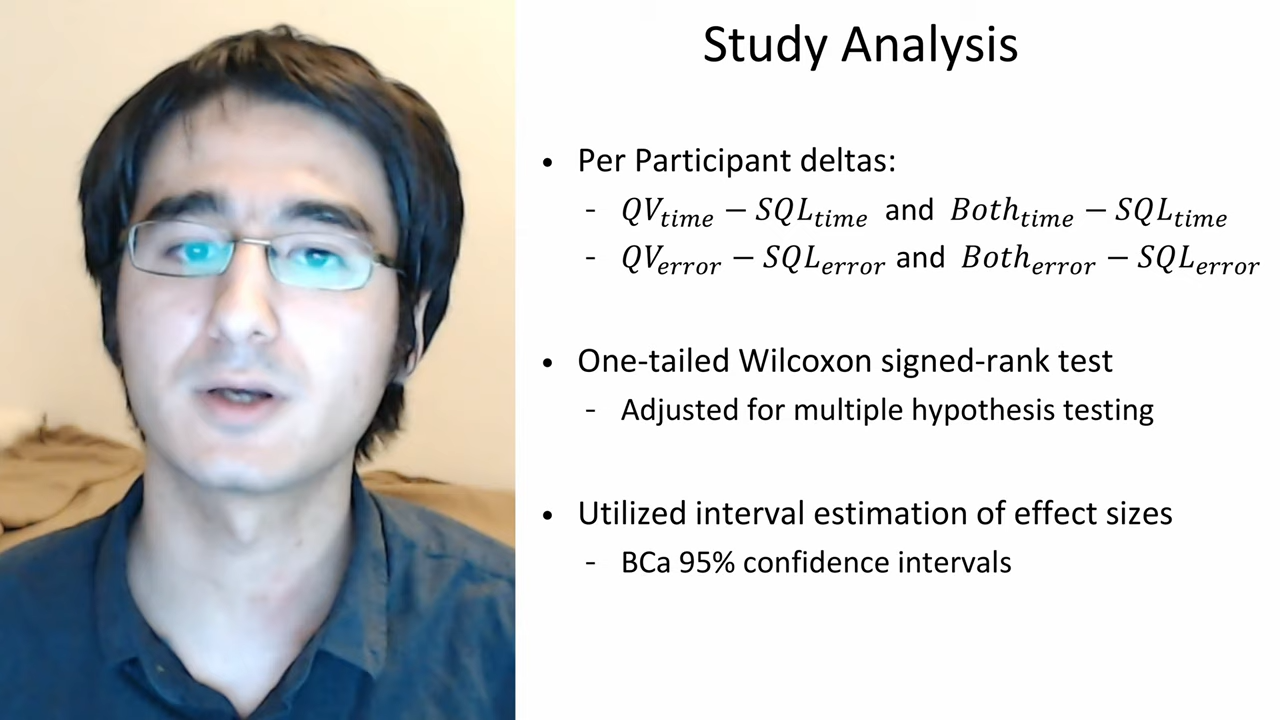 Study Analysis
• Per Participant deltas:
- QV_time − SQL_time and Both_time − SQL_time
- QV_error − SQL_error and Both_error − SQL_error
• One-tailed Wilcoxon signed-rank test
- Adjusted for multiple hypothesis testing
• Utilized interval estimation of effect sizes
- BCa 95% confidence intervals